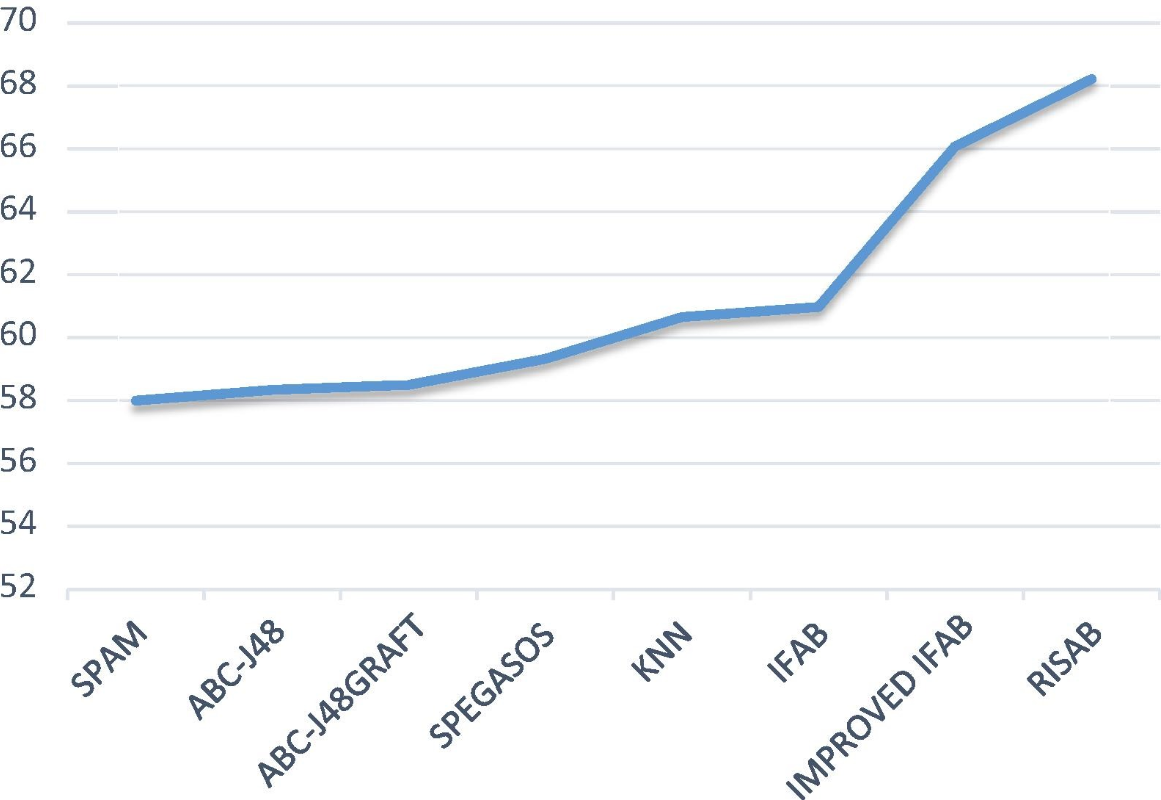 70
68
66
64
62
60
58
56
54
52
SPAM
ABC-J48
ABC-J48GRAFT
SPEGASOS
KNN
IFAB
IMPROVED IFAB
RISAB